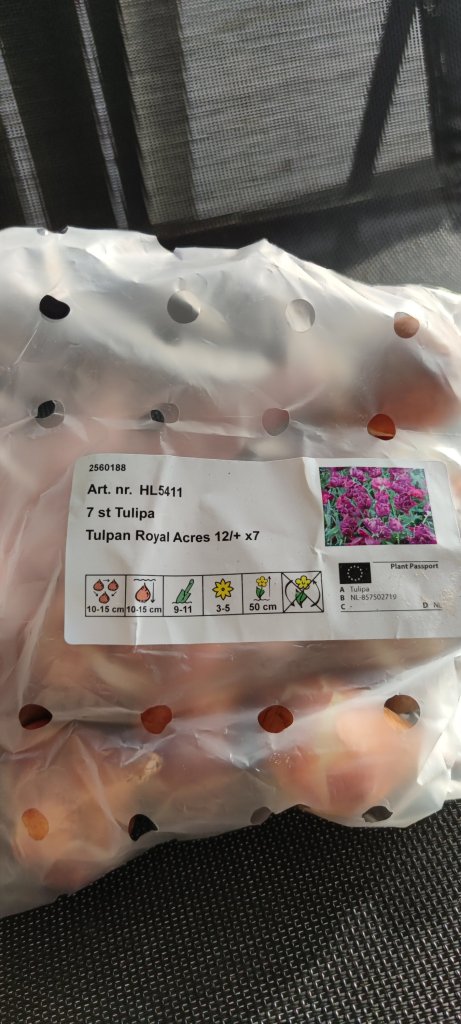 2560188
Art. nr. HL5411
7 st Tulipa
Tulpan Royal Acres 12/+ x7
10-15 cm 10-15 cm 9-11 3-5 50 cm
Plant Passport
A Tulipa
B NL-857502719
C - D NL